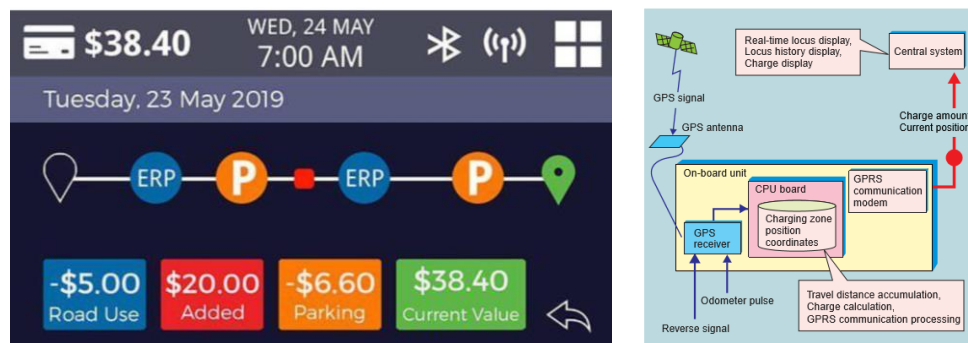 $38.40
WED, 24 MAY
7:00 AM
Tuesday, 23 May 2019
ERP
P
ERP
P
-$5.00
Road Use
$20.00
Added
-$6.60
Parking
$38.40
Current Value
Real-time locus display,
Locus history display,
Charge display
Central system
GPS signal
GPS antenna
Charge amount
Current position
On-board unit
CPU board
GPRS
communication
modem
Charging zone
position
coordinates
GPS
receiver
Odometer pulse
Reverse signal
Travel distance accumulation,
Charge calculation,
GPRS communication processing